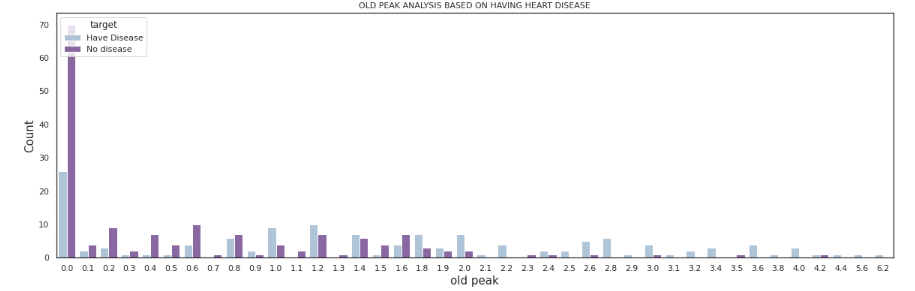 OLD PEAK ANALYSIS BASED ON HAVING HEART DISEASE
target
Have Disease
No disease
Count
70
60
50
40
30
20
10
0
0.0 0.1 0.2 0.3 0.4 0.5 0.6 0.7 0.8 0.9 1.0 1.1 1.2 1.3 1.4 1.5 1.6 1.8 1.9 2.0 2.1 2.2 2.3 2.4 2.5 2.6 2.8 2.9 3.0 3.1 3.2 3.4 3.5 3.6 3.8 4.0 4.2 4.4 5.6 6.2
old peak